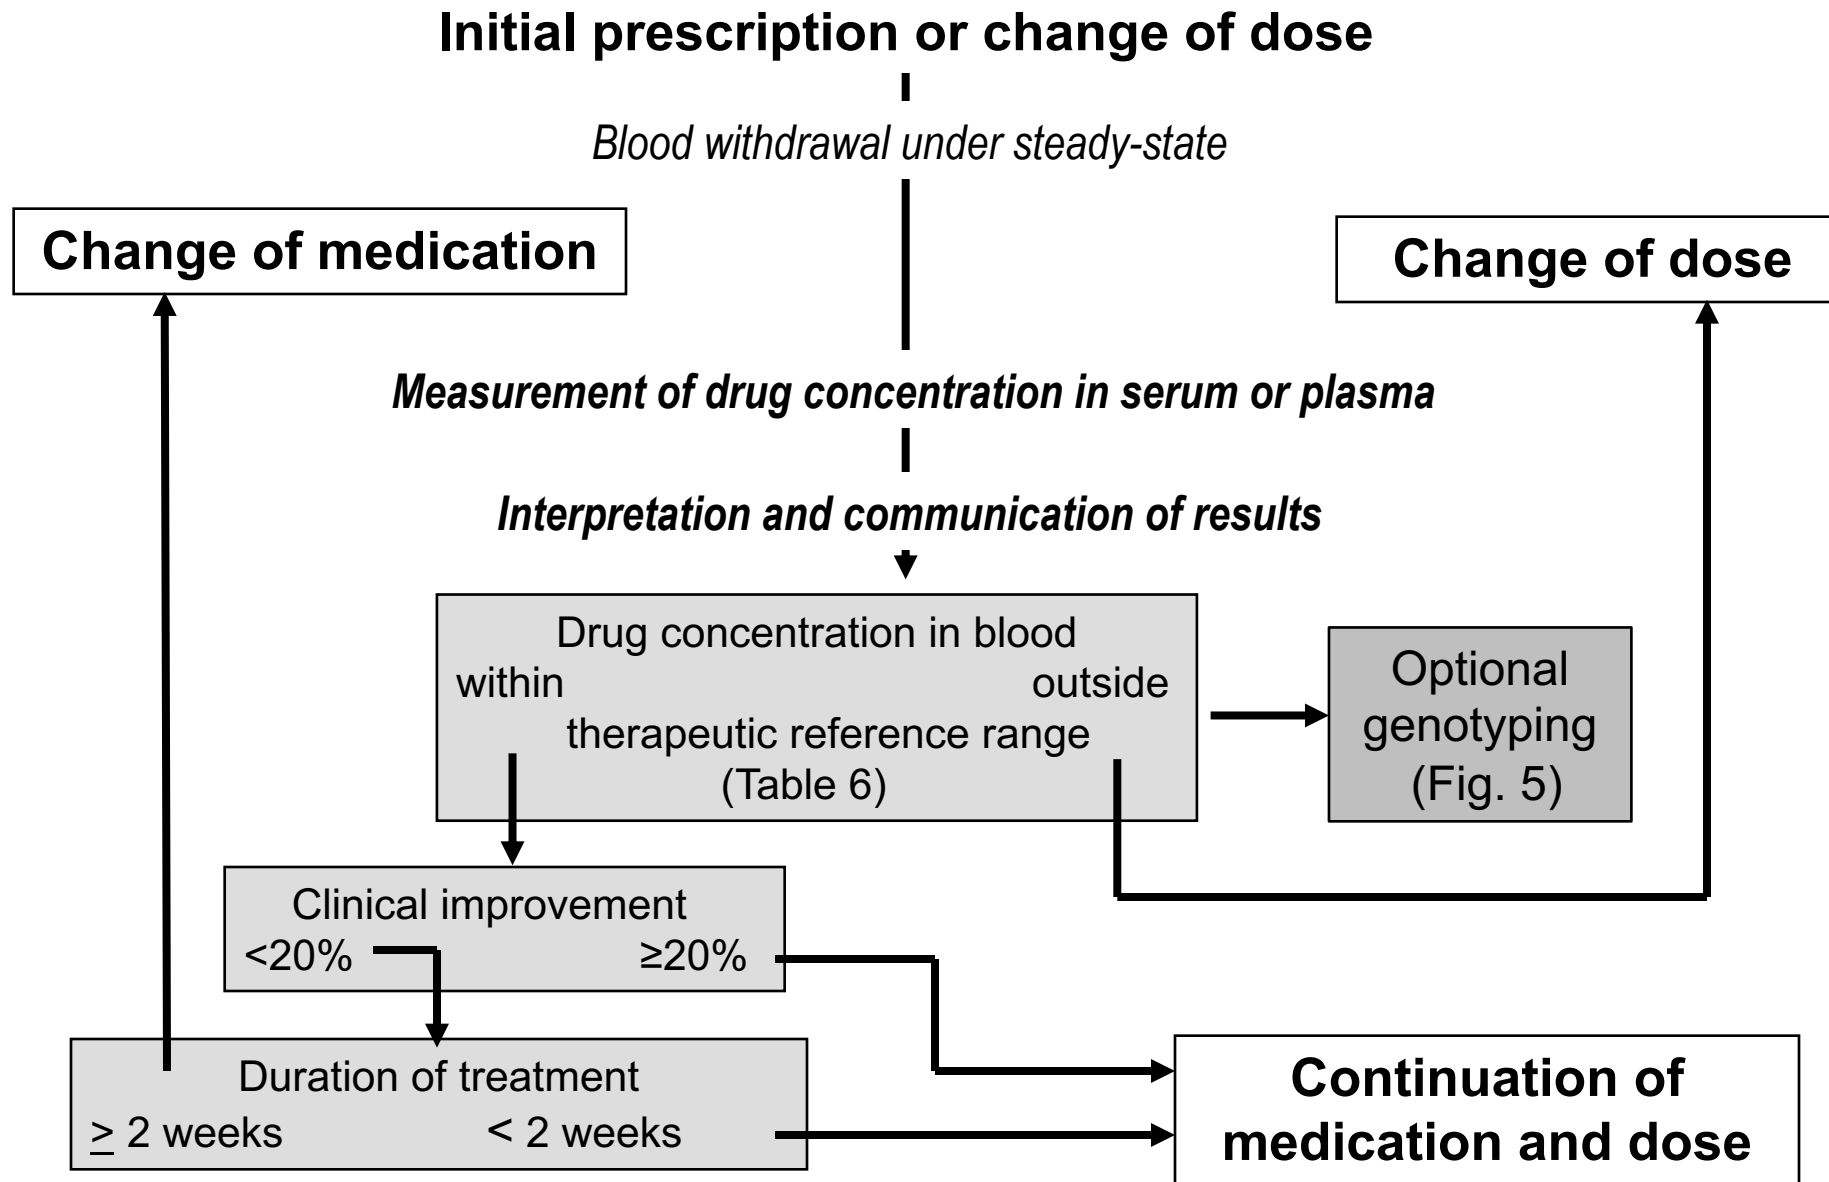 Initial prescription or change of dose
Blood withdrawal under steady-state
Change of medication
Change of dose
Measurement of drug concentration in serum or plasma
Interpretation and communication of results
Drug concentration in blood
within outside
therapeutic reference range
(Table 6)
Optional
genotyping
(Fig. 5)
Clinical improvement
<20% ≥20%
Duration of treatment
≥ 2 weeks < 2 weeks
Continuation of
medication and dose